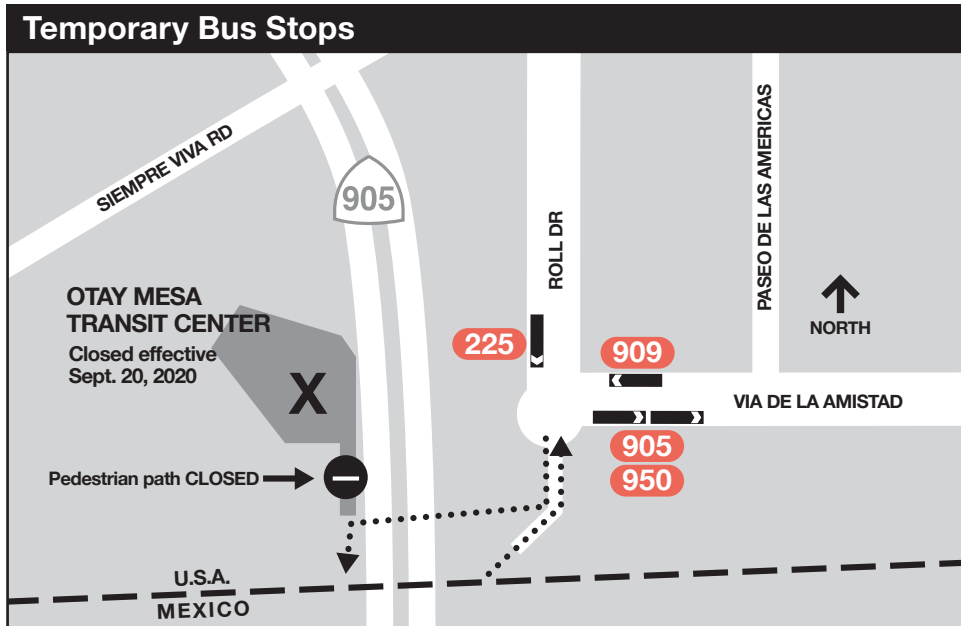 Temporary Bus Stops
SIEMPRE VIVA RD
905
ROLL DR
PASEO DE LAS AMERICAS
OTAY MESA
TRANSIT CENTER
Closed effective
Sept. 20, 2020
X
NORTH
225
909
VIA DE LA AMISTAD
905
950
Pedestrian path CLOSED
U.S.A.
MEXICO